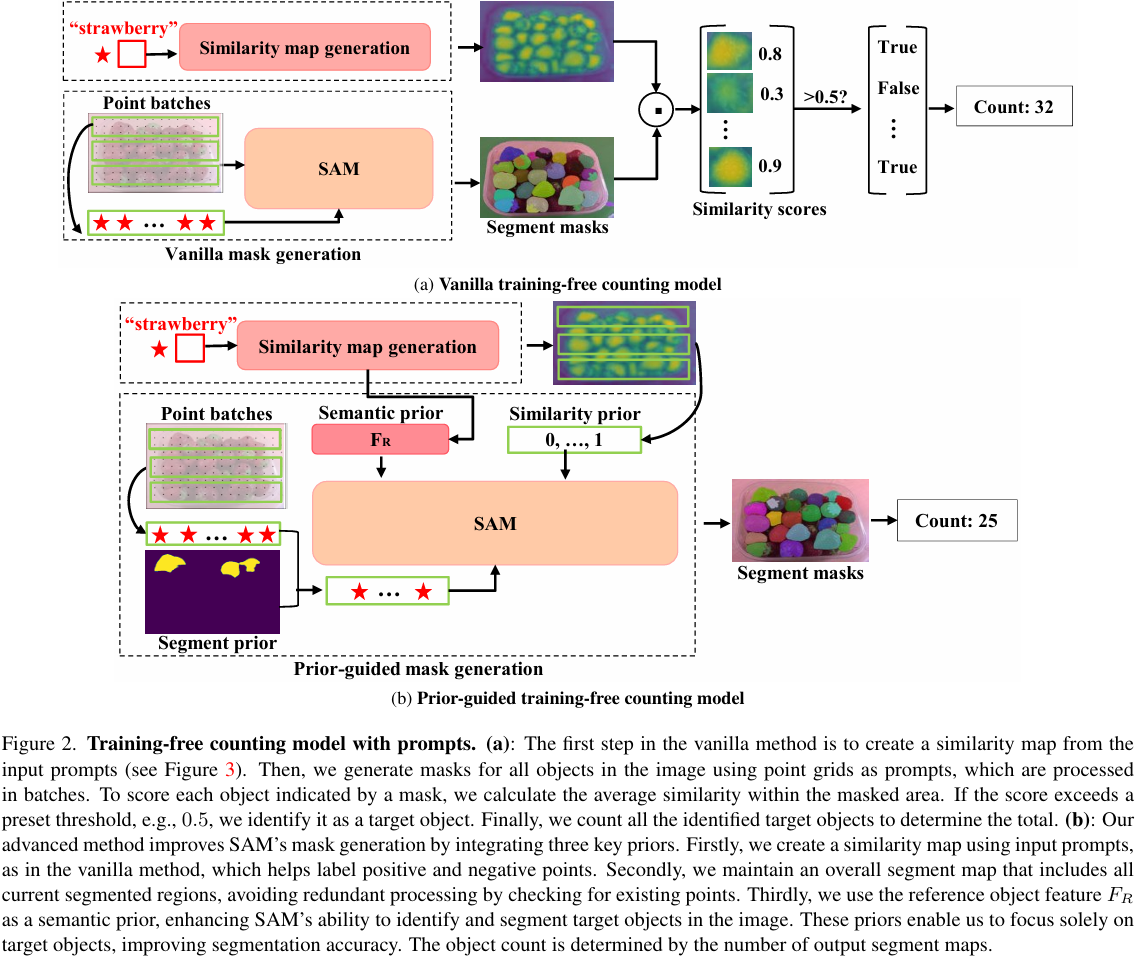 “strawberry”
Similarity map generation
Point batches
SAM
Vanilla mask generation
Segment masks
0.8
0.3
0.9
Similarity scores
>0.5?
True
False
...
True
Count: 32
(a) Vanilla training-free counting model
“strawberry”
Similarity map generation
Point batches
Semantic prior
FR
Similarity prior
0, …, 1
SAM
...
...
Segment prior
Prior-guided mask generation
Segment masks
Count: 25
(b) Prior-guided training-free counting model
Figure 2. Training-free counting model with prompts. (a): The first step in the vanilla method is to create a similarity map from the
input prompts (see Figure 3). Then, we generate masks for all objects in the image using point grids as prompts, which are processed
in batches. To score each object indicated by a mask, we calculate the average similarity within the masked area. If the score exceeds a
preset threshold, e.g., 0.5, we identify it as a target object. Finally, we count all the identified target objects to determine the total. (b): Our
advanced method improves SAM’s mask generation by integrating three key priors. Firstly, we create a similarity map using input prompts,
as in the vanilla method, which helps label positive and negative points. Secondly, we maintain an overall segment map that includes all
current segmented regions, avoiding redundant processing by checking for existing points. Thirdly, we use the reference object feature FR
as a semantic prior, enhancing SAM’s ability to identify and segment target objects in the image. These priors enable us to focus solely on
target objects, improving segmentation accuracy. The object count is determined by the number of output segment maps.